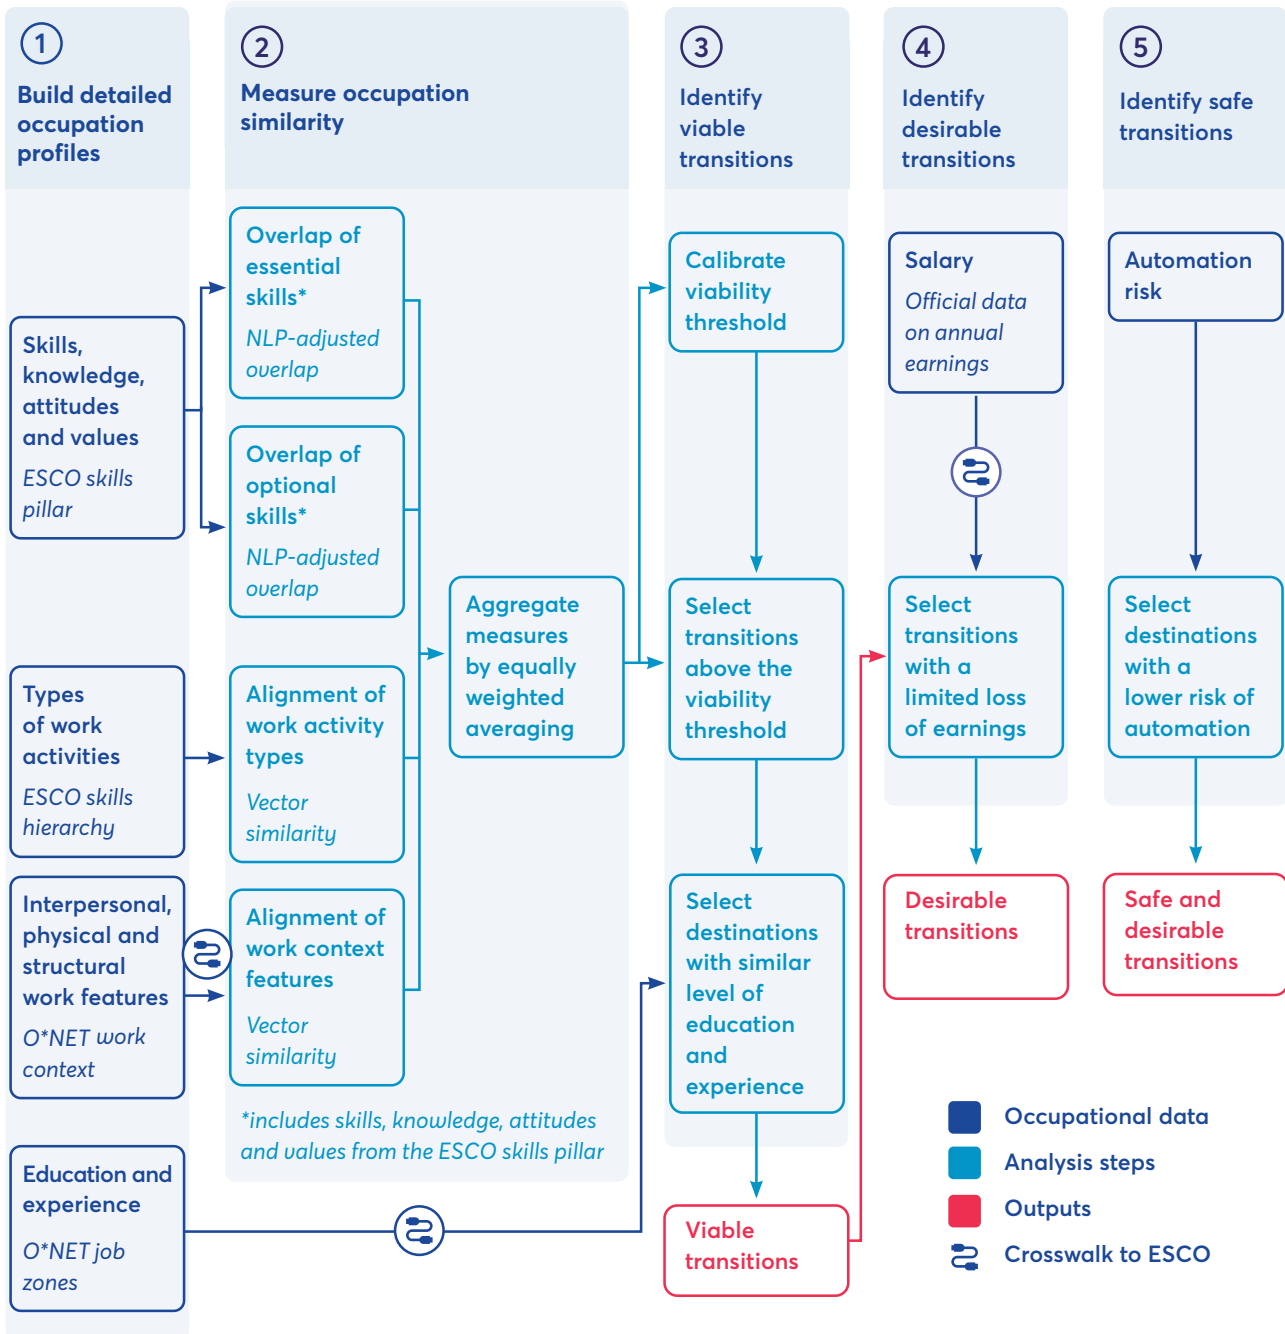 1
Build detailed
occupation
profiles
Skills,
knowledge,
attitudes
and values
ESCO skills
pillar
Types
of work
activities
ESCO skills
hierarchy
Interpersonal,
physical and
structural
work features
O*NET work
context
Education and
experience
O*NET job
zones
2
Measure occupation
similarity
Overlap of
essential
skills*
NLP-adjusted
overlap
Overlap of
optional
skills*
NLP-adjusted
overlap
Alignment of
work activity
types
Vector
similarity
Alignment of
work context
features
Vector
similarity
Aggregate
measures
by equally
weighted
averaging
*includes skills, knowledge, attitudes
and values from the ESCO skills pillar
3
Identify
viable
transitions
Calibrate
viability
threshold
Select
transitions
above the
viability
threshold
Select
destinations
with similar
level of
education
and
experience
Viable
transitions
4
Identify
desirable
transitions
Salary
Official data
on annual
earnings
Select
transitions
with a
limited loss
of earnings
Desirable
transitions
5
Identify safe
transitions
Automation
risk
Select
destinations
with a
lower risk of
automation
Safe and
desirable
transitions
Occupational data
Analysis steps
Outputs
Crosswalk to ESCO